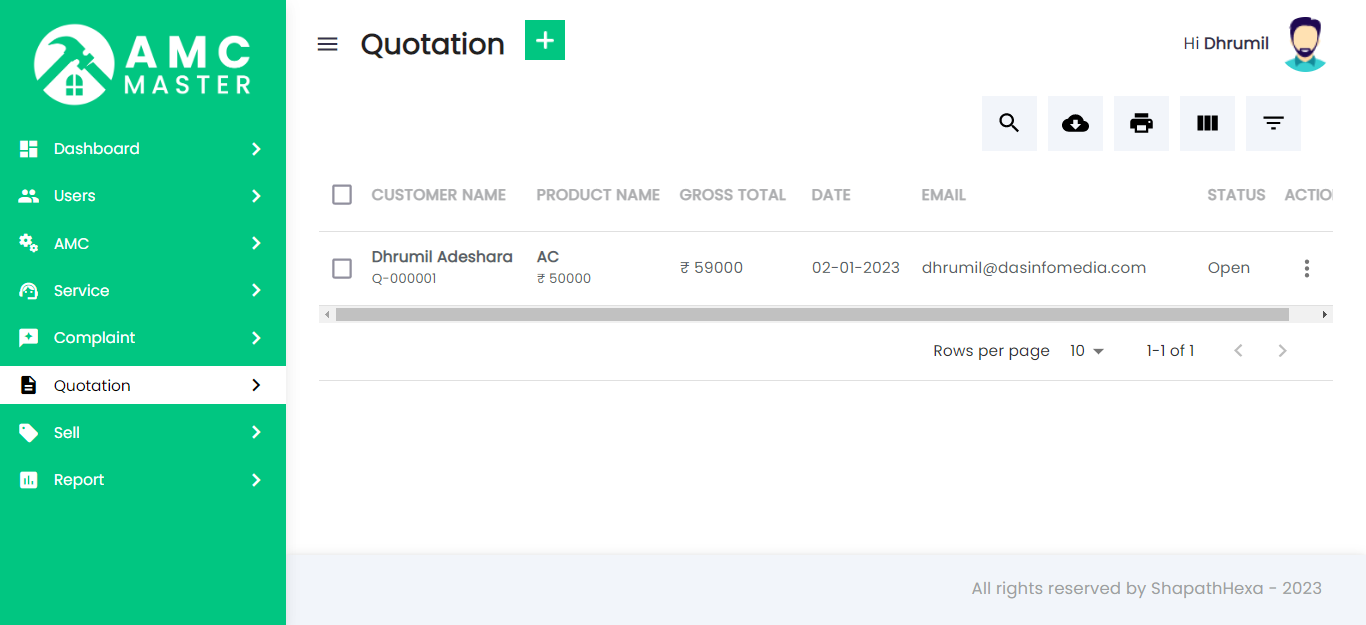 AMC
MASTER
Dashboard
Users
AMC
Service
Complaint
Quotation
Sell
Report
Quotation
Hi Dhrumil
CUSTOMER NAME PRODUCT NAME GROSS TOTAL DATE EMAIL STATUS ACTIO
Dhrumil Adeshara AC ₹ 59000 02-01-2023 dhrumil@dasinfomedia.com Open
Q-000001 ₹ 50000
Rows per page 10 1-1 of 1
All rights reserved by ShapathHexa - 2023